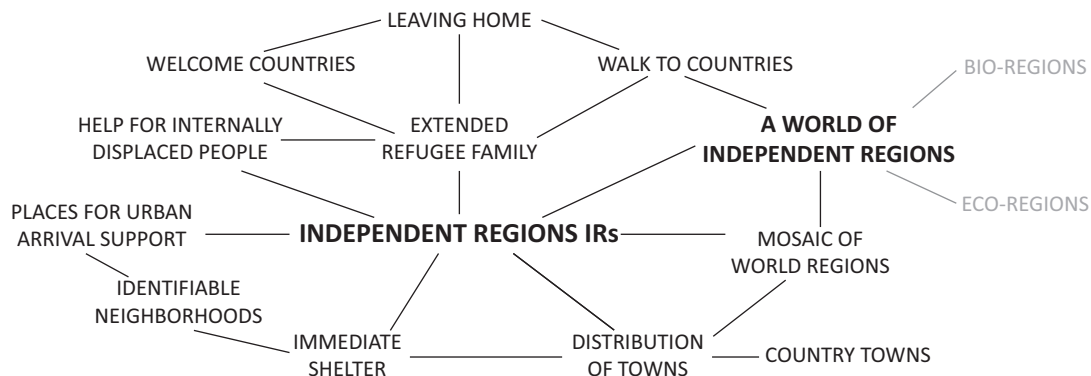 LEAVING HOME
WELCOME COUNTRIES
WALK TO COUNTRIES
BIO-REGIONS
HELP FOR INTERNALLY
DISPLACED PEOPLE
EXTENDED
REFUGEE FAMILY
A WORLD OF
INDEPENDENT REGIONS
ECO-REGIONS
PLACES FOR URBAN
ARRIVAL SUPPORT
INDEPENDENT REGIONS IRs
MOSAIC OF
WORLD REGIONS
IDENTIFIABLE
NEIGHBORHOODS
IMMEDIATE
SHELTER
DISTRIBUTION
OF TOWNS
COUNTRY TOWNS